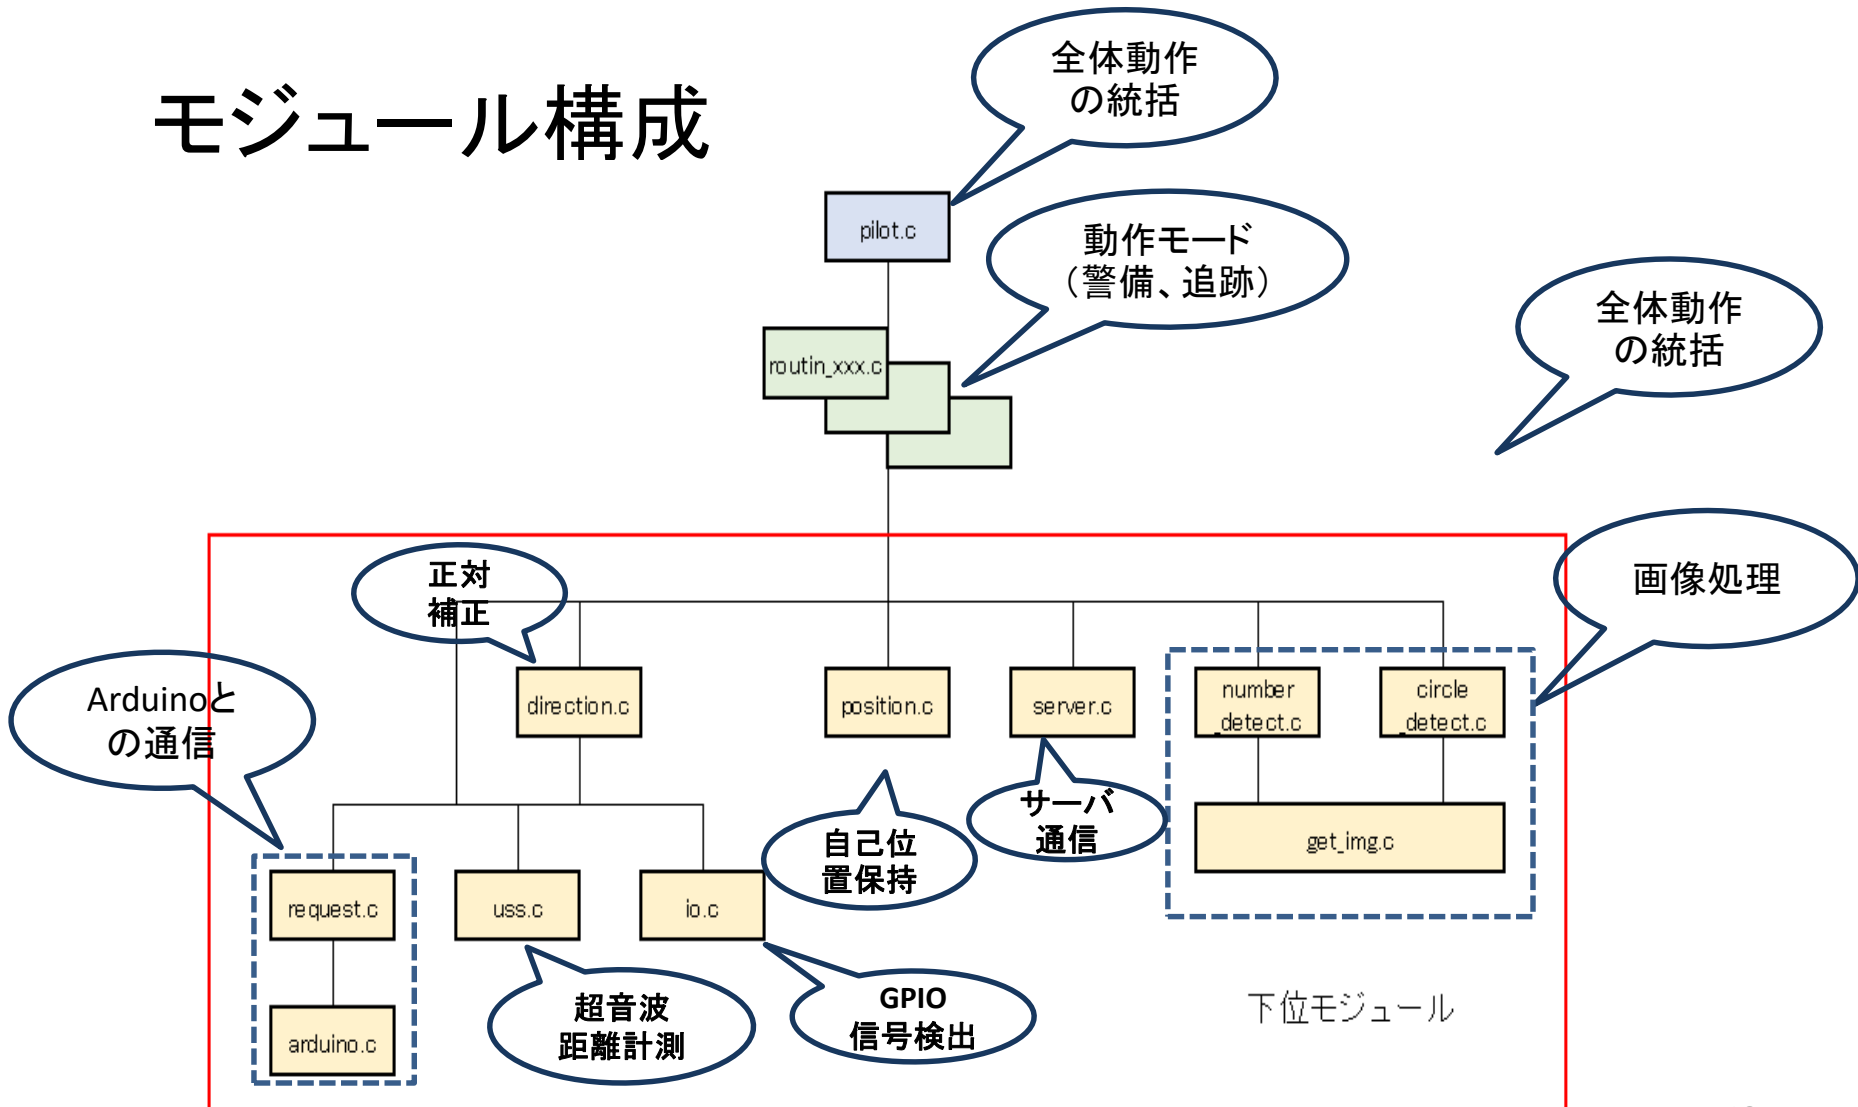 モジュール構成
全体動作
の統括
pilot.c
動作モード
(警備、追跡)
全体動作
の統括
routin_xxx.c
正対
補正
画像処理
Arduinoと
の通信
direction.c
position.c
server.c
number
_detect.c
circle
_detect.c
サーバ
通信
自己位
置保持
get_img.c
request.c
uss.c
io.c
超音波
距離計測
GPIO
信号検出
下位モジュール
arduino.c